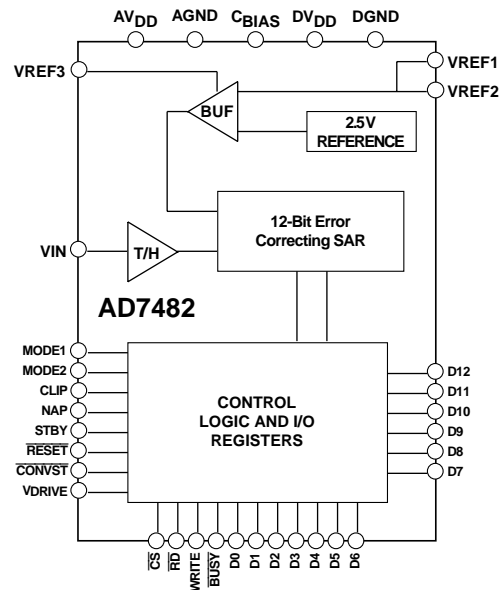 AVDD AGND CBIAS DVDD DGND
VREF3
VREF1
VREF2
BUF
2.5V
REFERENCE
12-Bit Error
Correcting SAR
VIN
T/H
AD7482
MODE1
MODE2
CLIP
NAP
STBY
RESET
CONVST
VDRIVE
CONTROL
LOGIC AND I/O
REGISTERS
D12
D11
D10
D9
D8
D7
CS
RD
WRITE
BUSY
D0
D1
D2
D3
D4
D5
D6